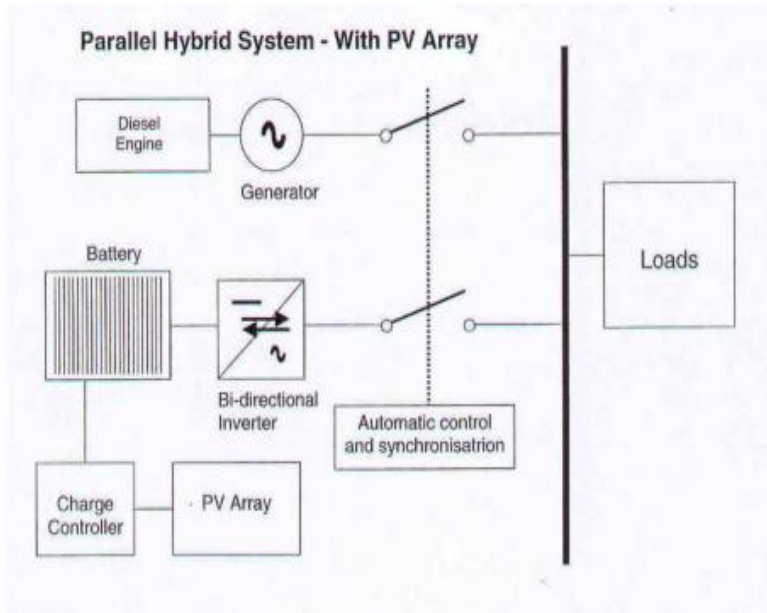 Parallel Hybrid System - With PV Array
Diesel
Engine
Generator
Battery
Loads
Bi-directional
Inverter
Automatic control
and synchronisatrion
Charge
Controller
PV Array